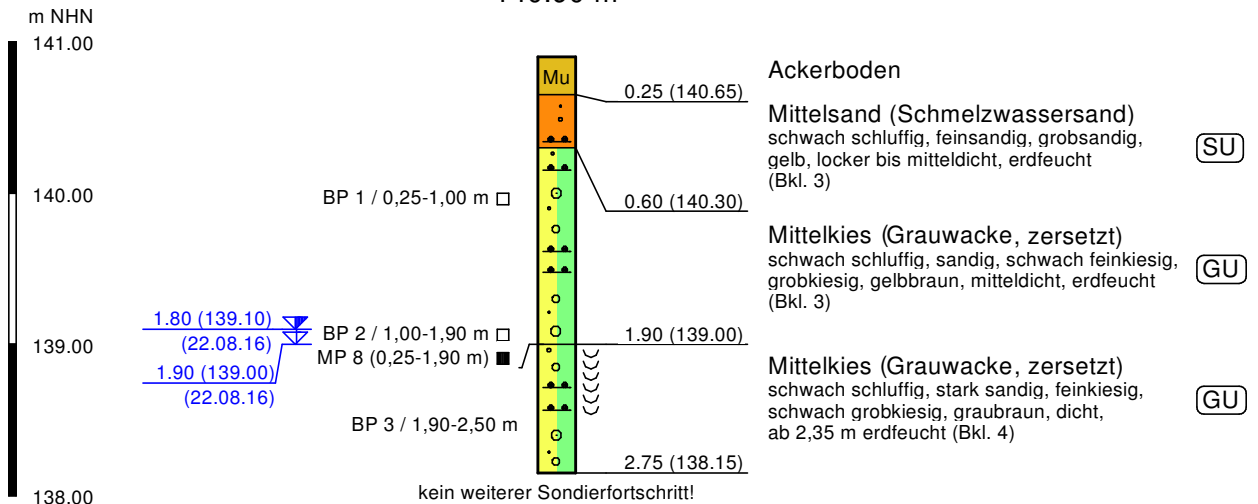 m NHN
141.00
Mu
0.25 (140.65)
Ackerboden
Mittelsand (Schmelzwassersand)
schwach schluffig, feinsandig, grobsandig,
gelb, locker bis mitteldicht, erdfeucht
(Bkl. 3)
SU
140.00
BP 1 / 0,25-1,00 m
0.60 (140.30)
Mittelkies (Grauwacke, zersetzt)
schwach schluffig, sandig, schwach feinkiesig,
grobkiesig, gelbbraun, mitteldicht, erdfeucht
(Bkl. 3)
GU
1.80 (139.10)
(22.08.16)
BP 2 / 1,00-1,90 m
1.90 (139.00)
139.00
MP 8 (0,25-1,90 m)
1.90 (139.00)
(22.08.16)
Mittelkies (Grauwacke, zersetzt)
schwach schluffig, stark sandig, feinkiesig,
schwach grobkiesig, graubraun, dicht,
ab 2,35 m erdfeucht (Bkl. 4)
GU
BP 3 / 1,90-2,50 m
2.75 (138.15)
138.00
kein weiterer Sondierfortschritt!